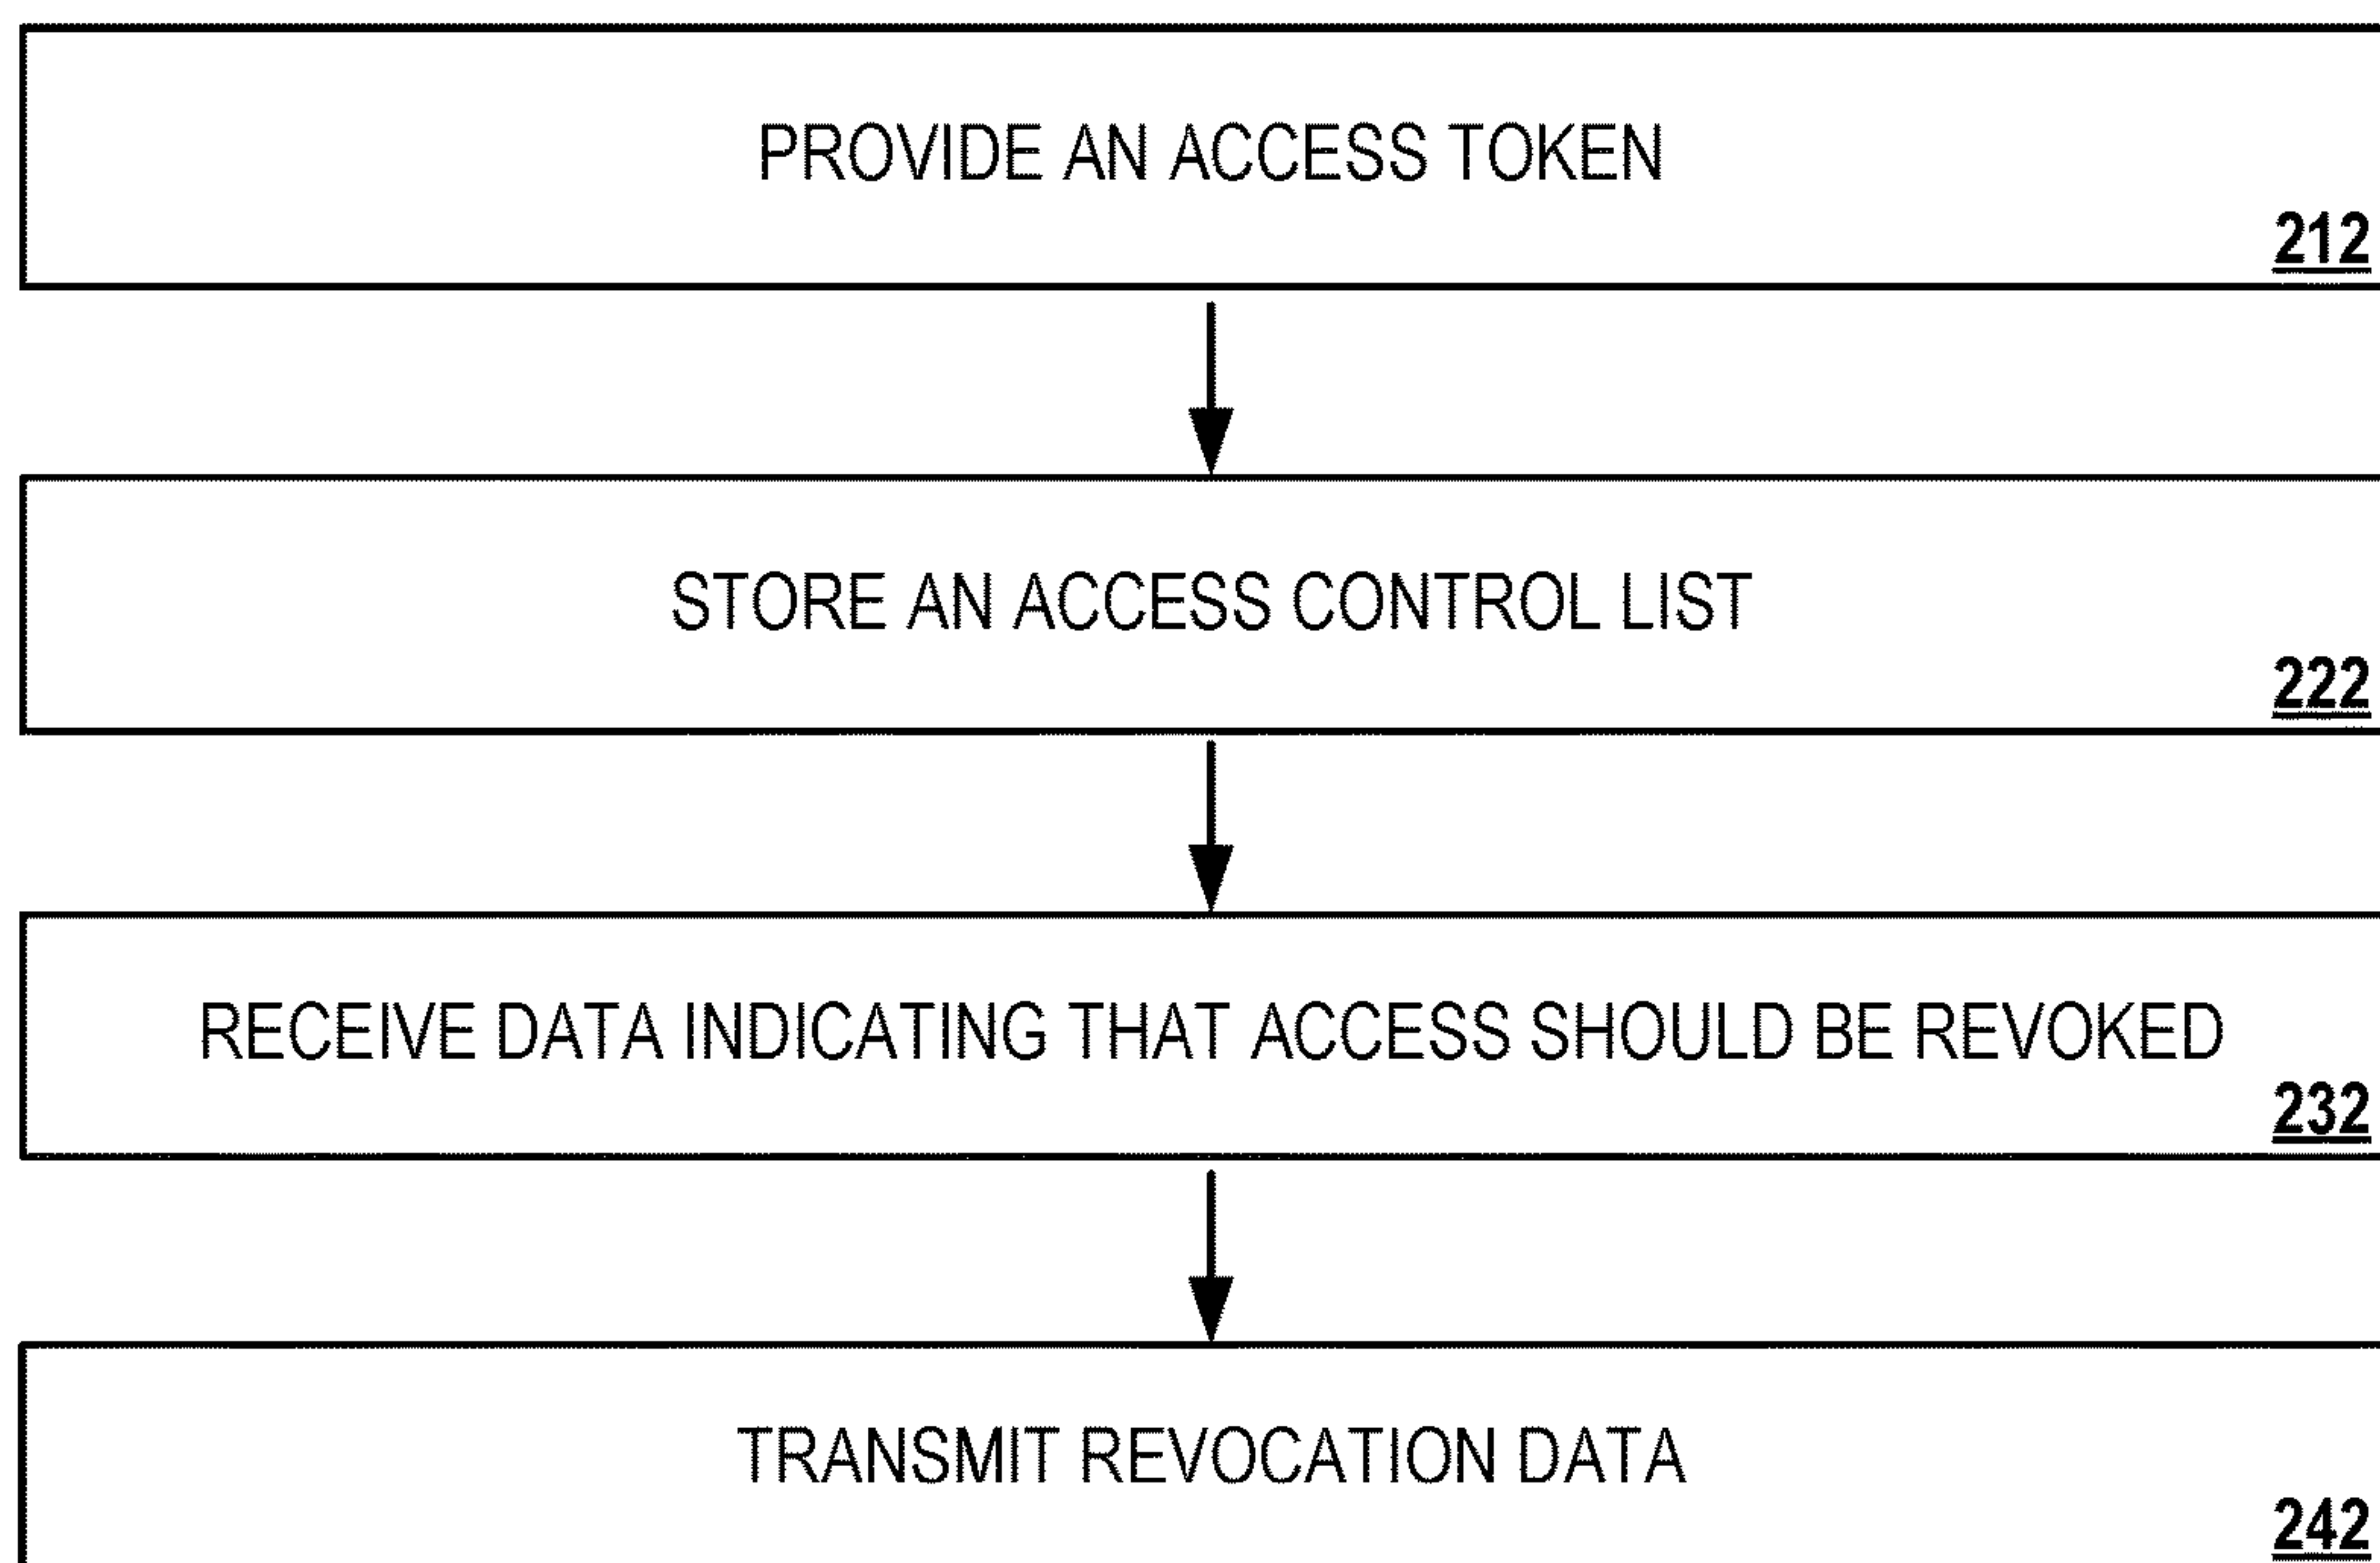 PROVIDE AN ACCESS TOKEN
212
STORE AN ACCESS CONTROL LIST
222
RECEIVE DATA INDICATING THAT ACCESS SHOULD BE REVOKED
232
TRANSMIT REVOCATION DATA
242